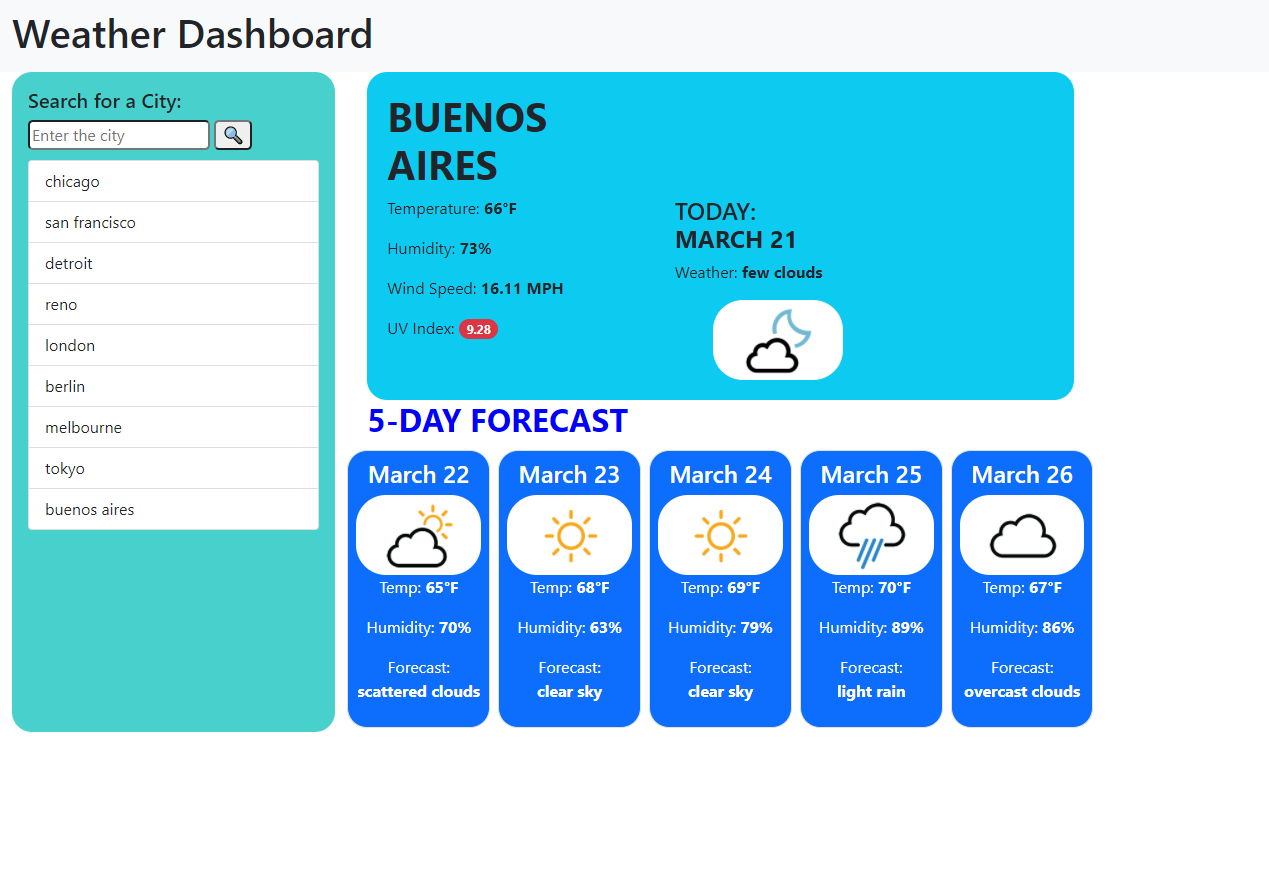 Weather Dashboard
Search for a City:
Enter the city
chicago
san francisco
detroit
reno
london
berlin
melbourne
tokyo
buenos aires
BUENOS
AIRES
Temperature: 66°F
Humidity: 73%
Wind Speed: 16.11 MPH
UV Index: 9.28
TODAY:
MARCH 21
Weather: few clouds
5-DAY FORECAST
March 22
Temp: 65°F
Humidity: 70%
Forecast:
scattered clouds
March 23
Temp: 68°F
Humidity: 63%
Forecast:
clear sky
March 24
Temp: 69°F
Humidity: 79%
Forecast:
clear sky
March 25
Temp: 70°F
Humidity: 89%
Forecast:
light rain
March 26
Temp: 67°F
Humidity: 86%
Forecast:
overcast clouds